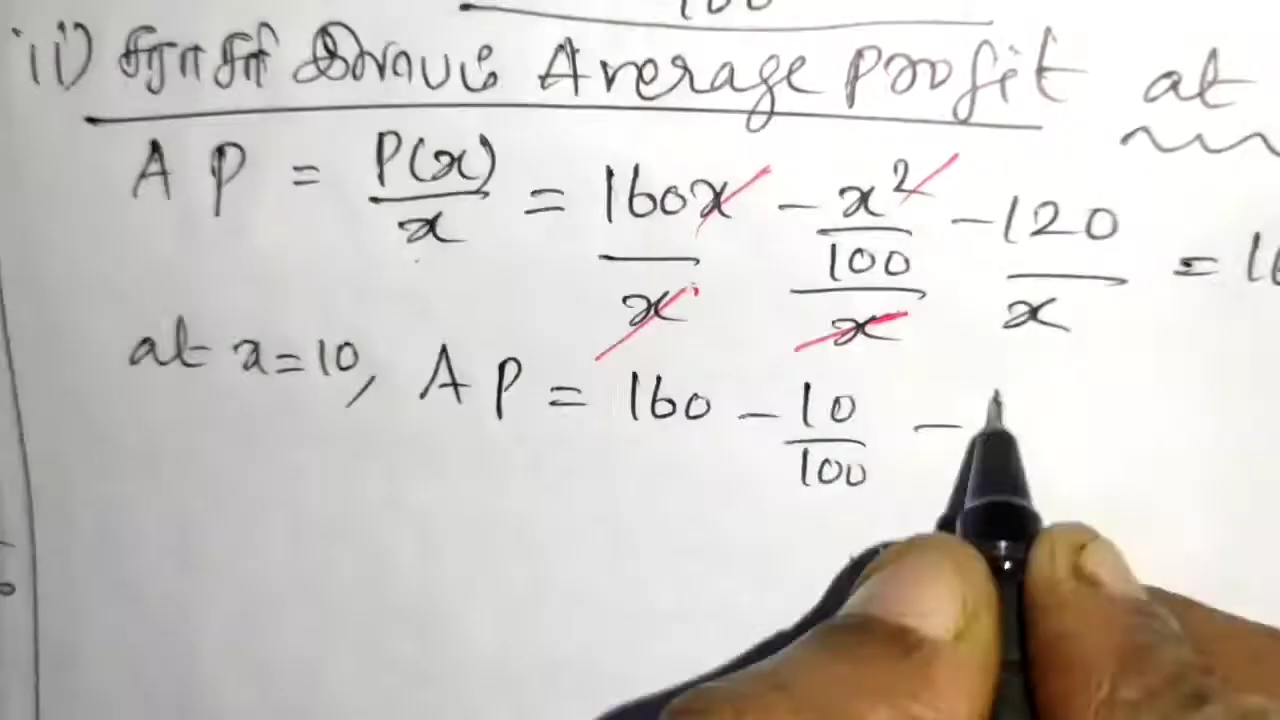 100
ii) சராசரி இலாபம் Average profit at
AP = P(x)/x = 160x/x - x²/100/x - 120/x = 16
at x=10, AP = 160 - 10/100 -